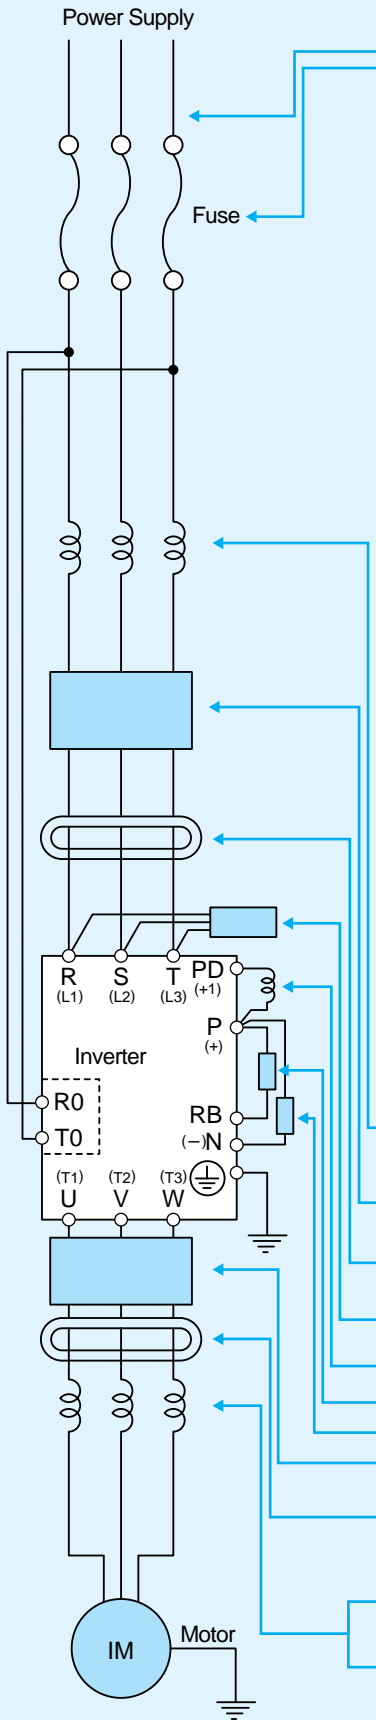 Power Supply
Fuse
R S T PD
(L1) (L2) (L3) (+1)
P
(+)
Inverter
R0
RB
T0
(−)N
(T1) (T2) (T3)
U V W
Motor
IM